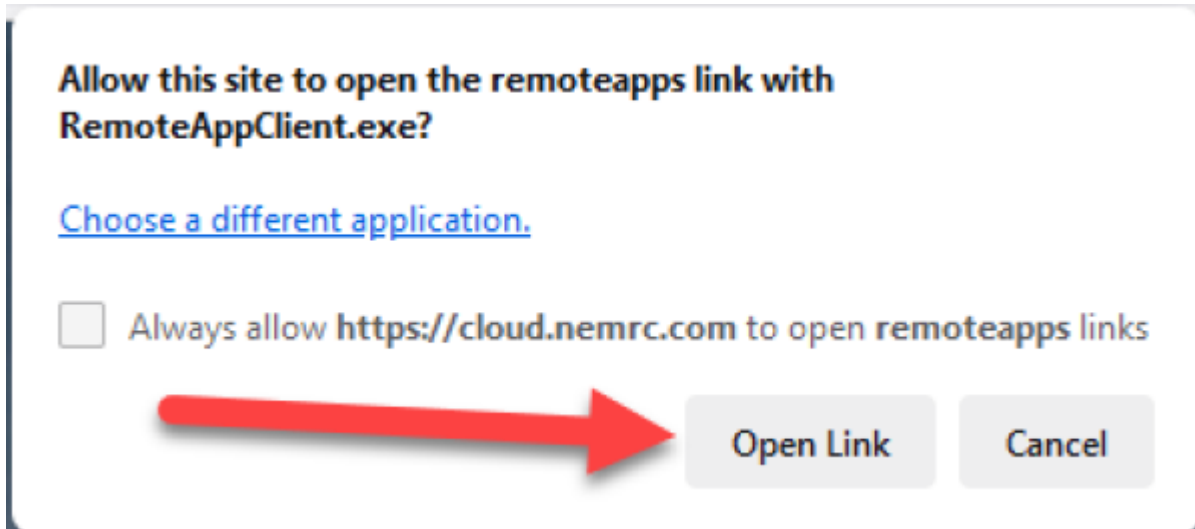 Allow this site to open the remoteapps link with
RemoteAppClient.exe?
Choose a different application.
Always allow https://cloud.nemrc.com to open remoteapps links
Open Link
Cancel